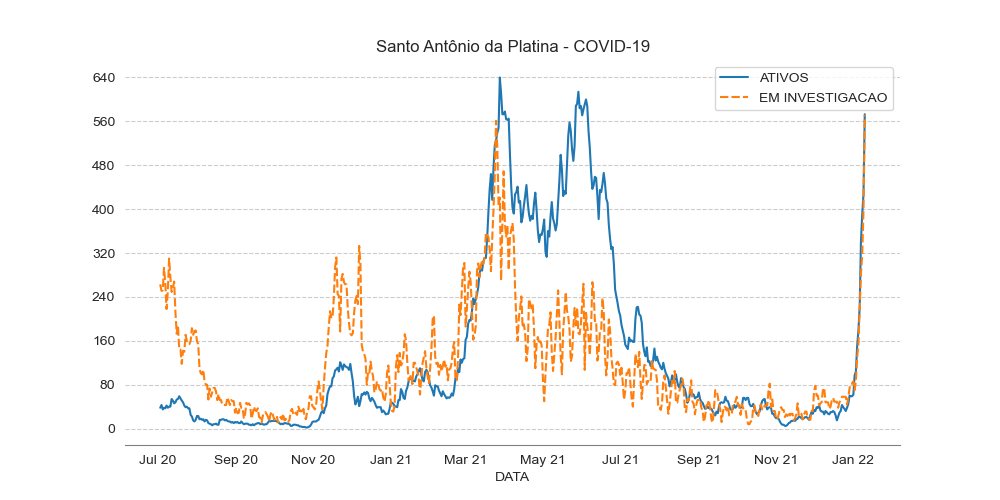 Santo Antônio da Platina - COVID-19
ATIVOS
EM INVESTIGACAO
640
560
480
400
320
240
160
80
0
Jul 20 Sep 20 Nov 20 Jan 21 Mar 21 May 21 Jul 21 Sep 21 Nov 21 Jan 22
DATA